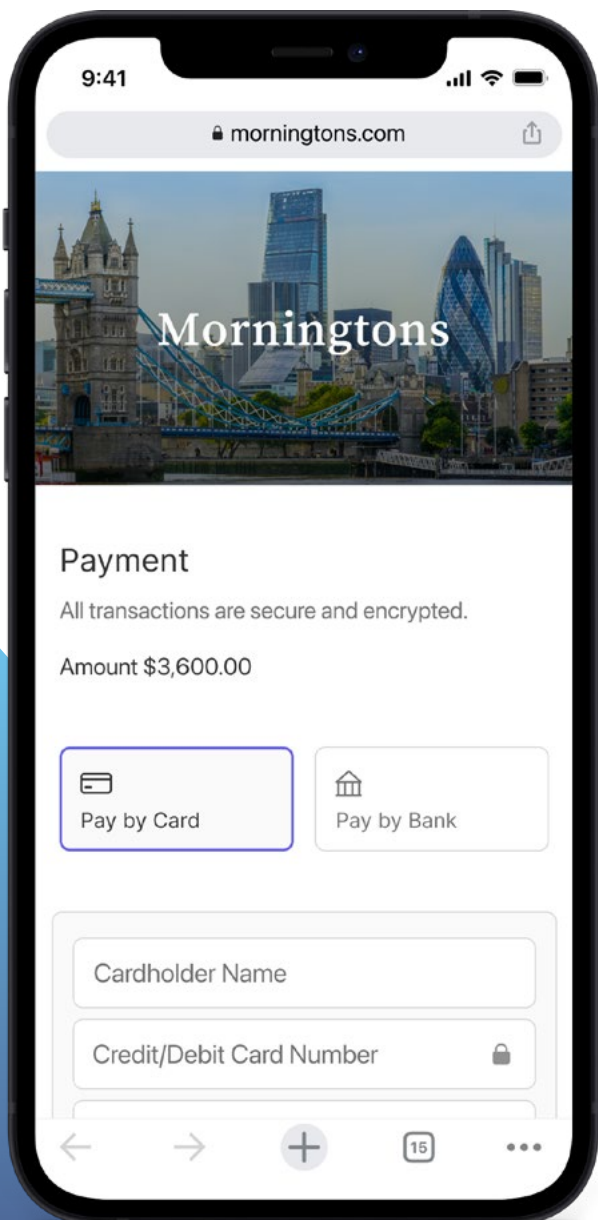 9:41
morningtons.com
Morningtons
Payment
All transactions are secure and encrypted.
Amount $3,600.00
Pay by Card
Pay by Bank
Cardholder Name
Credit/Debit Card Number
15